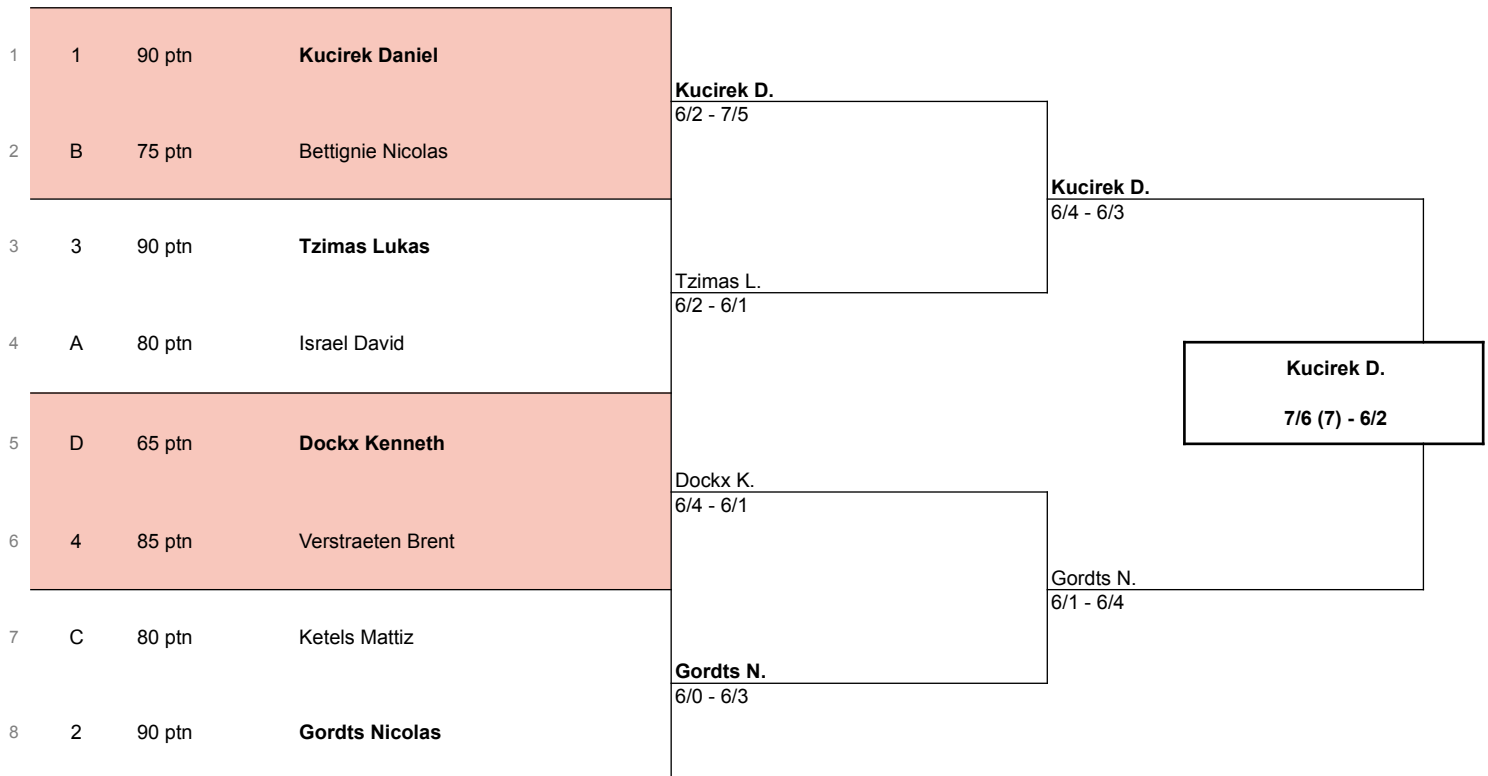 1 1 90 ptn Kucirek Daniel
Kucirek D.
6/2 - 7/5
2 B 75 ptn Bettignie Nicolas
Kucirek D.
6/4 - 6/3
3 3 90 ptn Tzimas Lukas
Tzimas L.
6/2 - 6/1
4 A 80 ptn Israel David
Kucirek D.
7/6 (7) - 6/2
5 D 65 ptn Dockx Kenneth
Dockx K.
6/4 - 6/1
6 4 85 ptn Verstraeten Brent
Gordts N.
6/1 - 6/4
7 C 80 ptn Ketels Mattiz
Gordts N.
6/0 - 6/3
8 2 90 ptn Gordts Nicolas